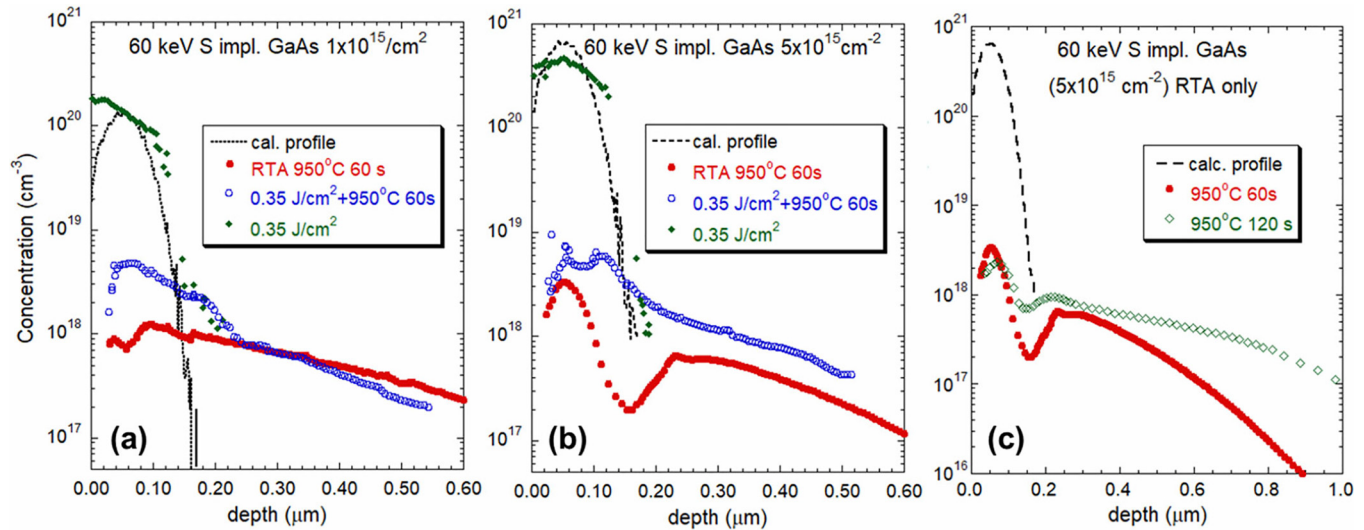 10²¹
10²⁰
10¹⁹
10¹⁸
10¹⁷
Concentration (cm⁻³)
60 keV S impl. GaAs 1x10¹⁵/cm²
cal. profile
RTA 950°C 60 s
0.35 J/cm²+950°C 60s
0.35 J/cm²
(a)
0.00 0.10 0.20 0.30 0.40 0.50 0.60
depth (μm)
10²¹
10²⁰
10¹⁹
10¹⁸
10¹⁷
60 keV S impl. GaAs 5x10¹⁵cm-2
cal. profile
RTA 950°C 60s
0.35 J/cm²+950°C 60s
0.35 J/cm²
(b)
0.00 0.10 0.20 0.30 0.40 0.50 0.60
depth (μm)
10²¹
10²⁰
10¹⁹
10¹⁸
10¹⁷
10¹⁶
60 keV S impl. GaAs
(5x10¹⁵ cm⁻²) RTA only
calc. profile
950°C 60s
950°C 120 s
(c)
0.0 0.2 0.4 0.6 0.8 1.0
depth (μm)